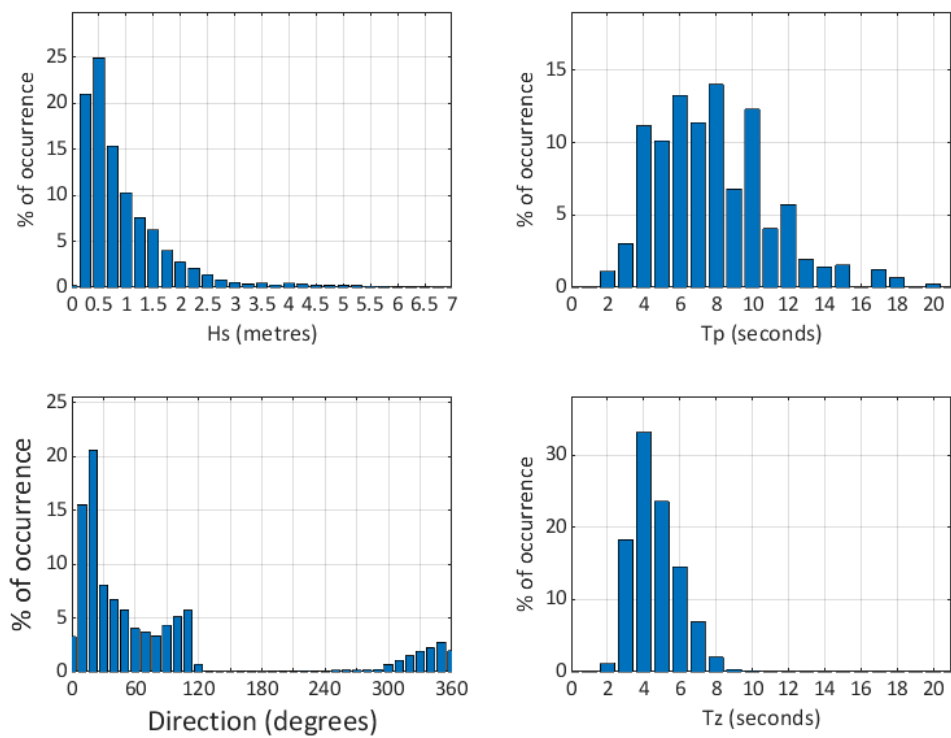 % of occurrence
25
20
15
10
5
0
0 0.5 1 1.5 2 2.5 3 3.5 4 4.5 5 5.5 6 6.5 7
Hs (metres)
% of occurrence
15
10
5
0
0 2 4 6 8 10 12 14 16 18 20
Tp (seconds)
% of occurrence
25
20
15
10
5
0
0 60 120 180 240 300 360
Direction (degrees)
% of occurrence
30
20
10
0
0 2 4 6 8 10 12 14 16 18 20
Tz (seconds)